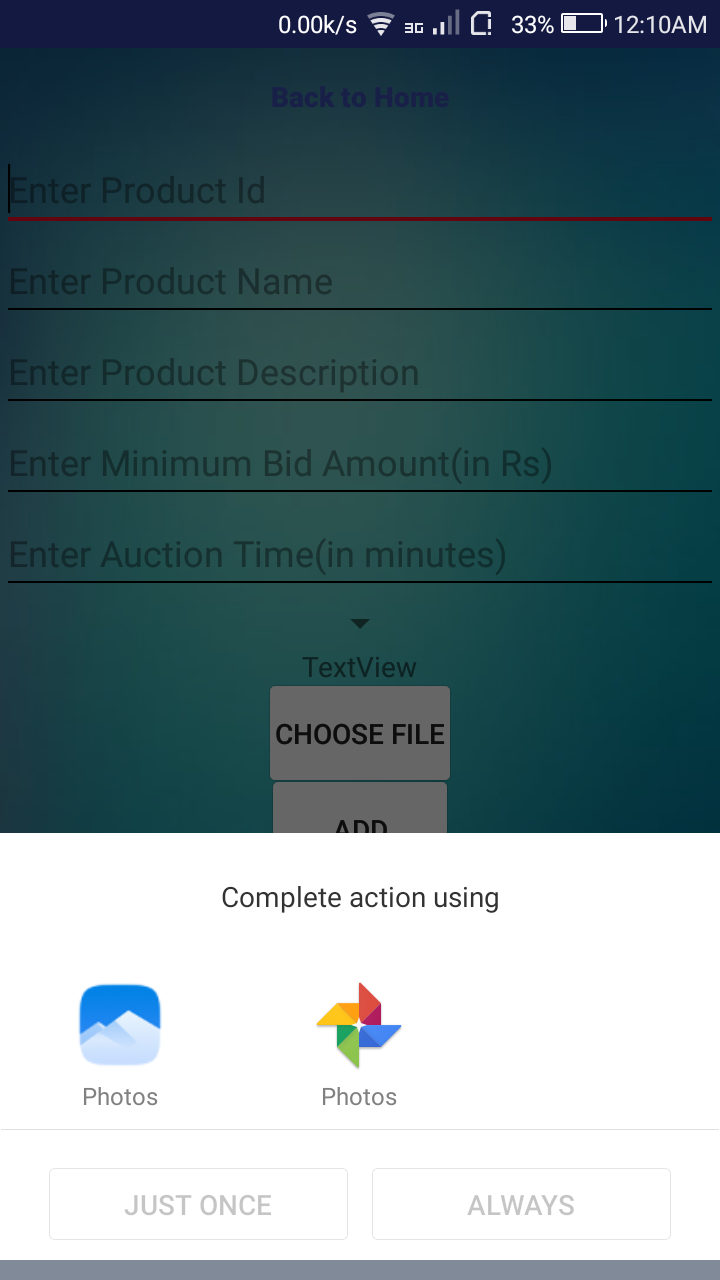 0.00k/s 3G 33% 12:10AM
Back to Home
Enter Product Id
Enter Product Name
Enter Product Description
Enter Minimum Bid Amount(in Rs)
Enter Auction Time(in minutes)
TextView
CHOOSE FILE
ADD
Complete action using
Photos Photos
JUST ONCE ALWAYS